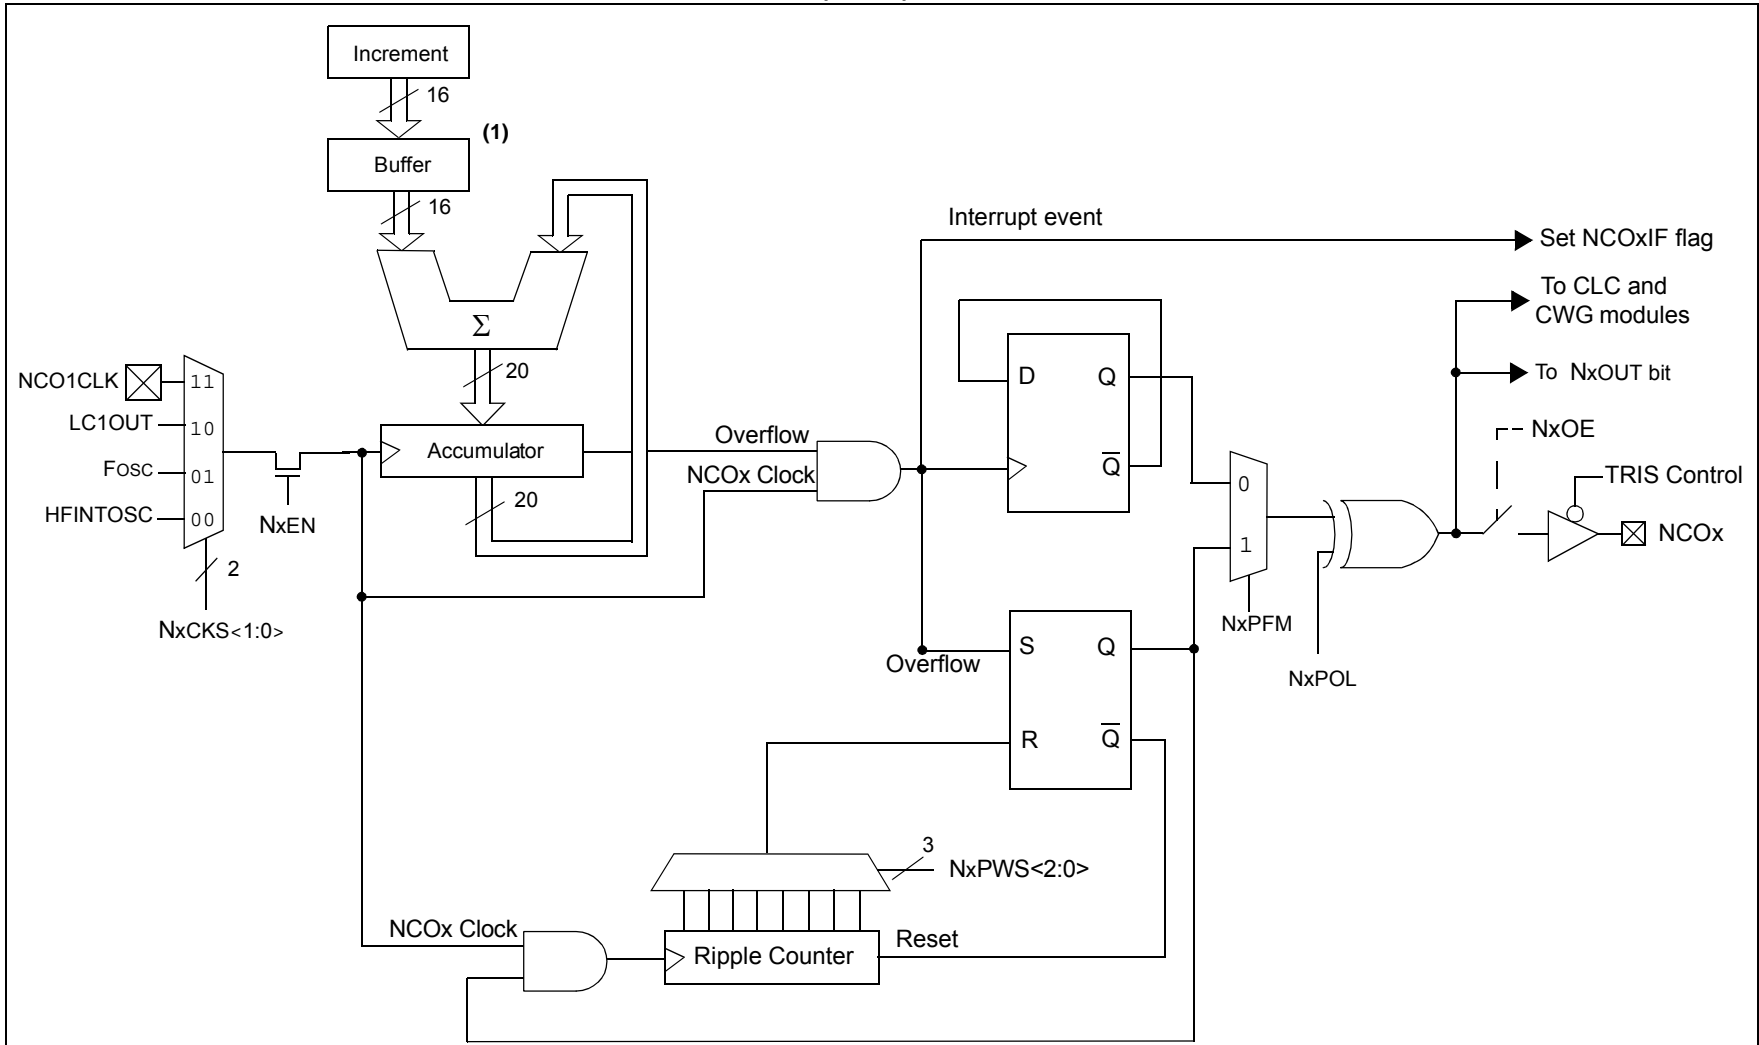 Increment
16
(1)
Buffer
16
Interrupt event
Set NCOxIF flag
To CLC and
CWG modules
Σ
D Q
20
NCO1CLK
11
To NxOUT bit
LC1OUT
10
NxOE
Overflow
Accumulator
Q
FOSC
01
NCOx Clock
TRIS Control
0
20
HFINTOSC
00
NxEN
NCOx
1
2
NxCKS<1:0>
NxPFM
S Q
Overflow
NxPOL
R Q
3
NxPWS<2:0>
NCOx Clock
Reset
Ripple Counter